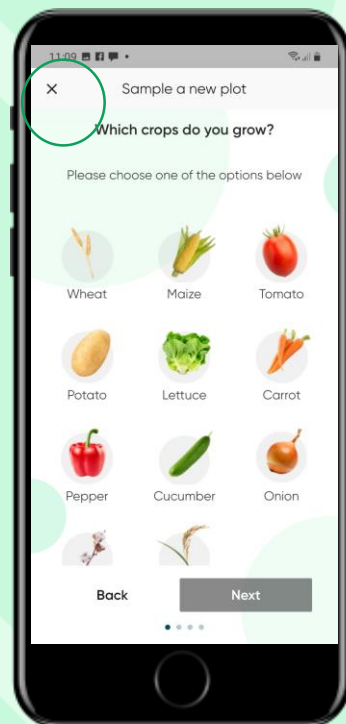 11:09
Sample a new plot
Which crops do you grow?
Please choose one of the options below
Wheat Maize Tomato
Potato Lettuce Carrot
Pepper Cucumber Onion
Back Next